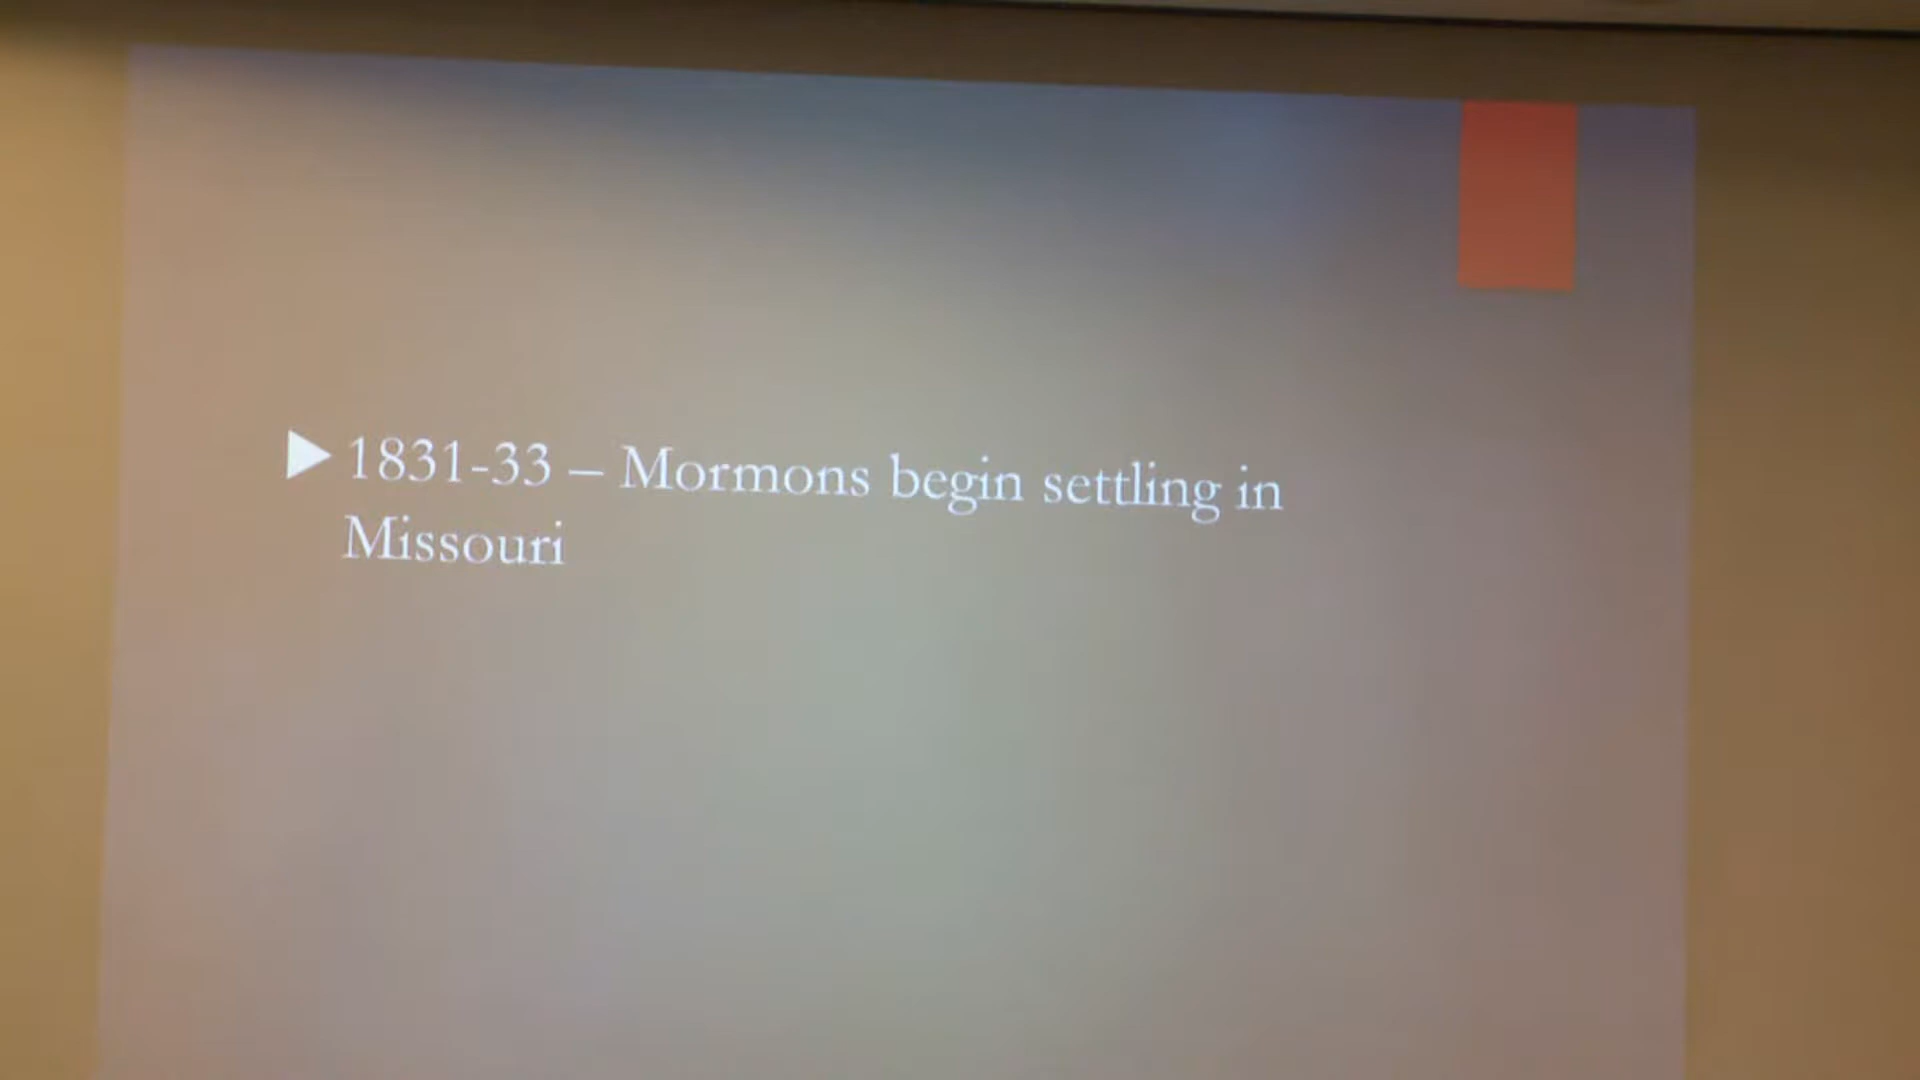 1831-33 – Mormons begin settling in
Missouri